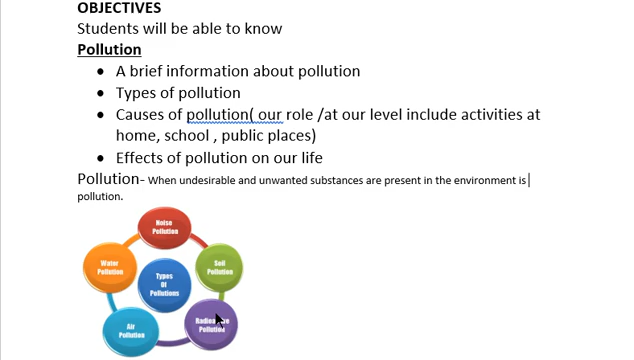 OBJECTIVES
Students will be able to know
Pollution
• A brief information about pollution
• Types of pollution
• Causes of pollution( our role /at our level include activities at
home, school , public places)
• Effects of pollution on our life
Pollution- When undesirable and unwanted substances are present in the environment is
pollution.
Noise
Pollution
Water
Pollution
Soil
Pollution
Types
Of
Pollutions
Air
Pollution
Pollution